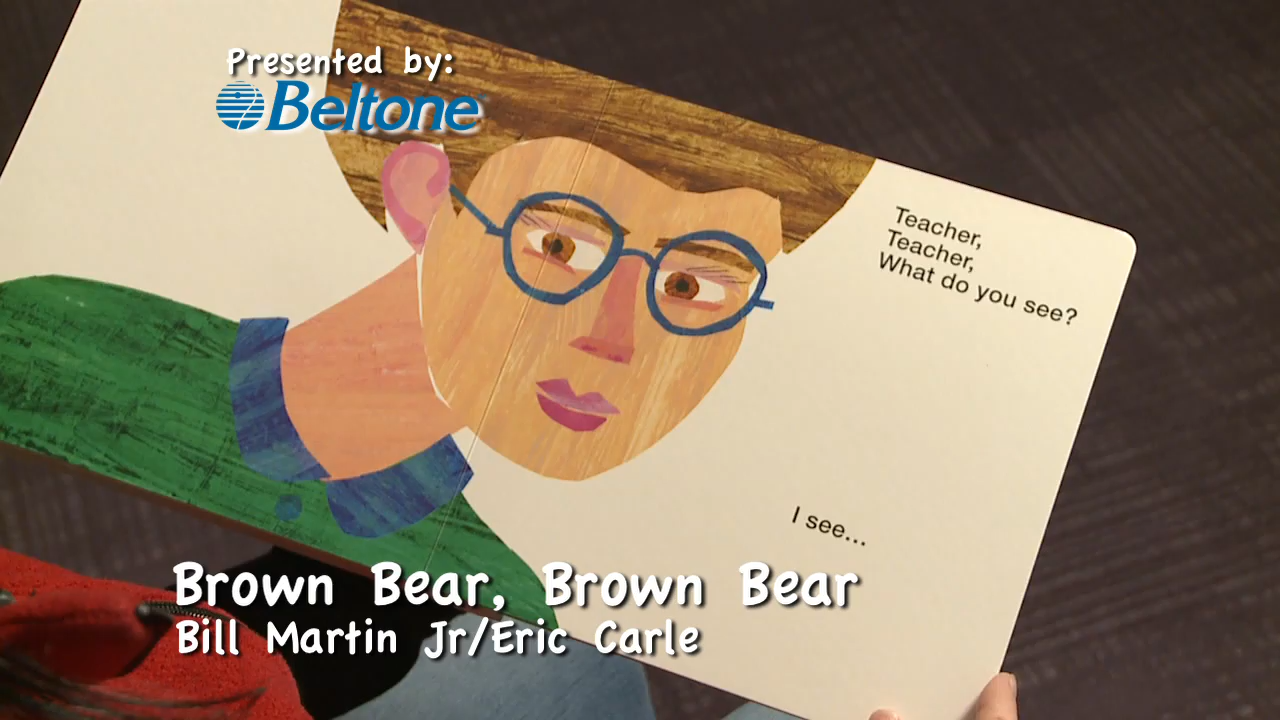 Presented by:
Beltone
Teacher,
Teacher,
What do you see?
I see...
Brown Bear, Brown Bear
Bill Martin Jr/Eric Carle